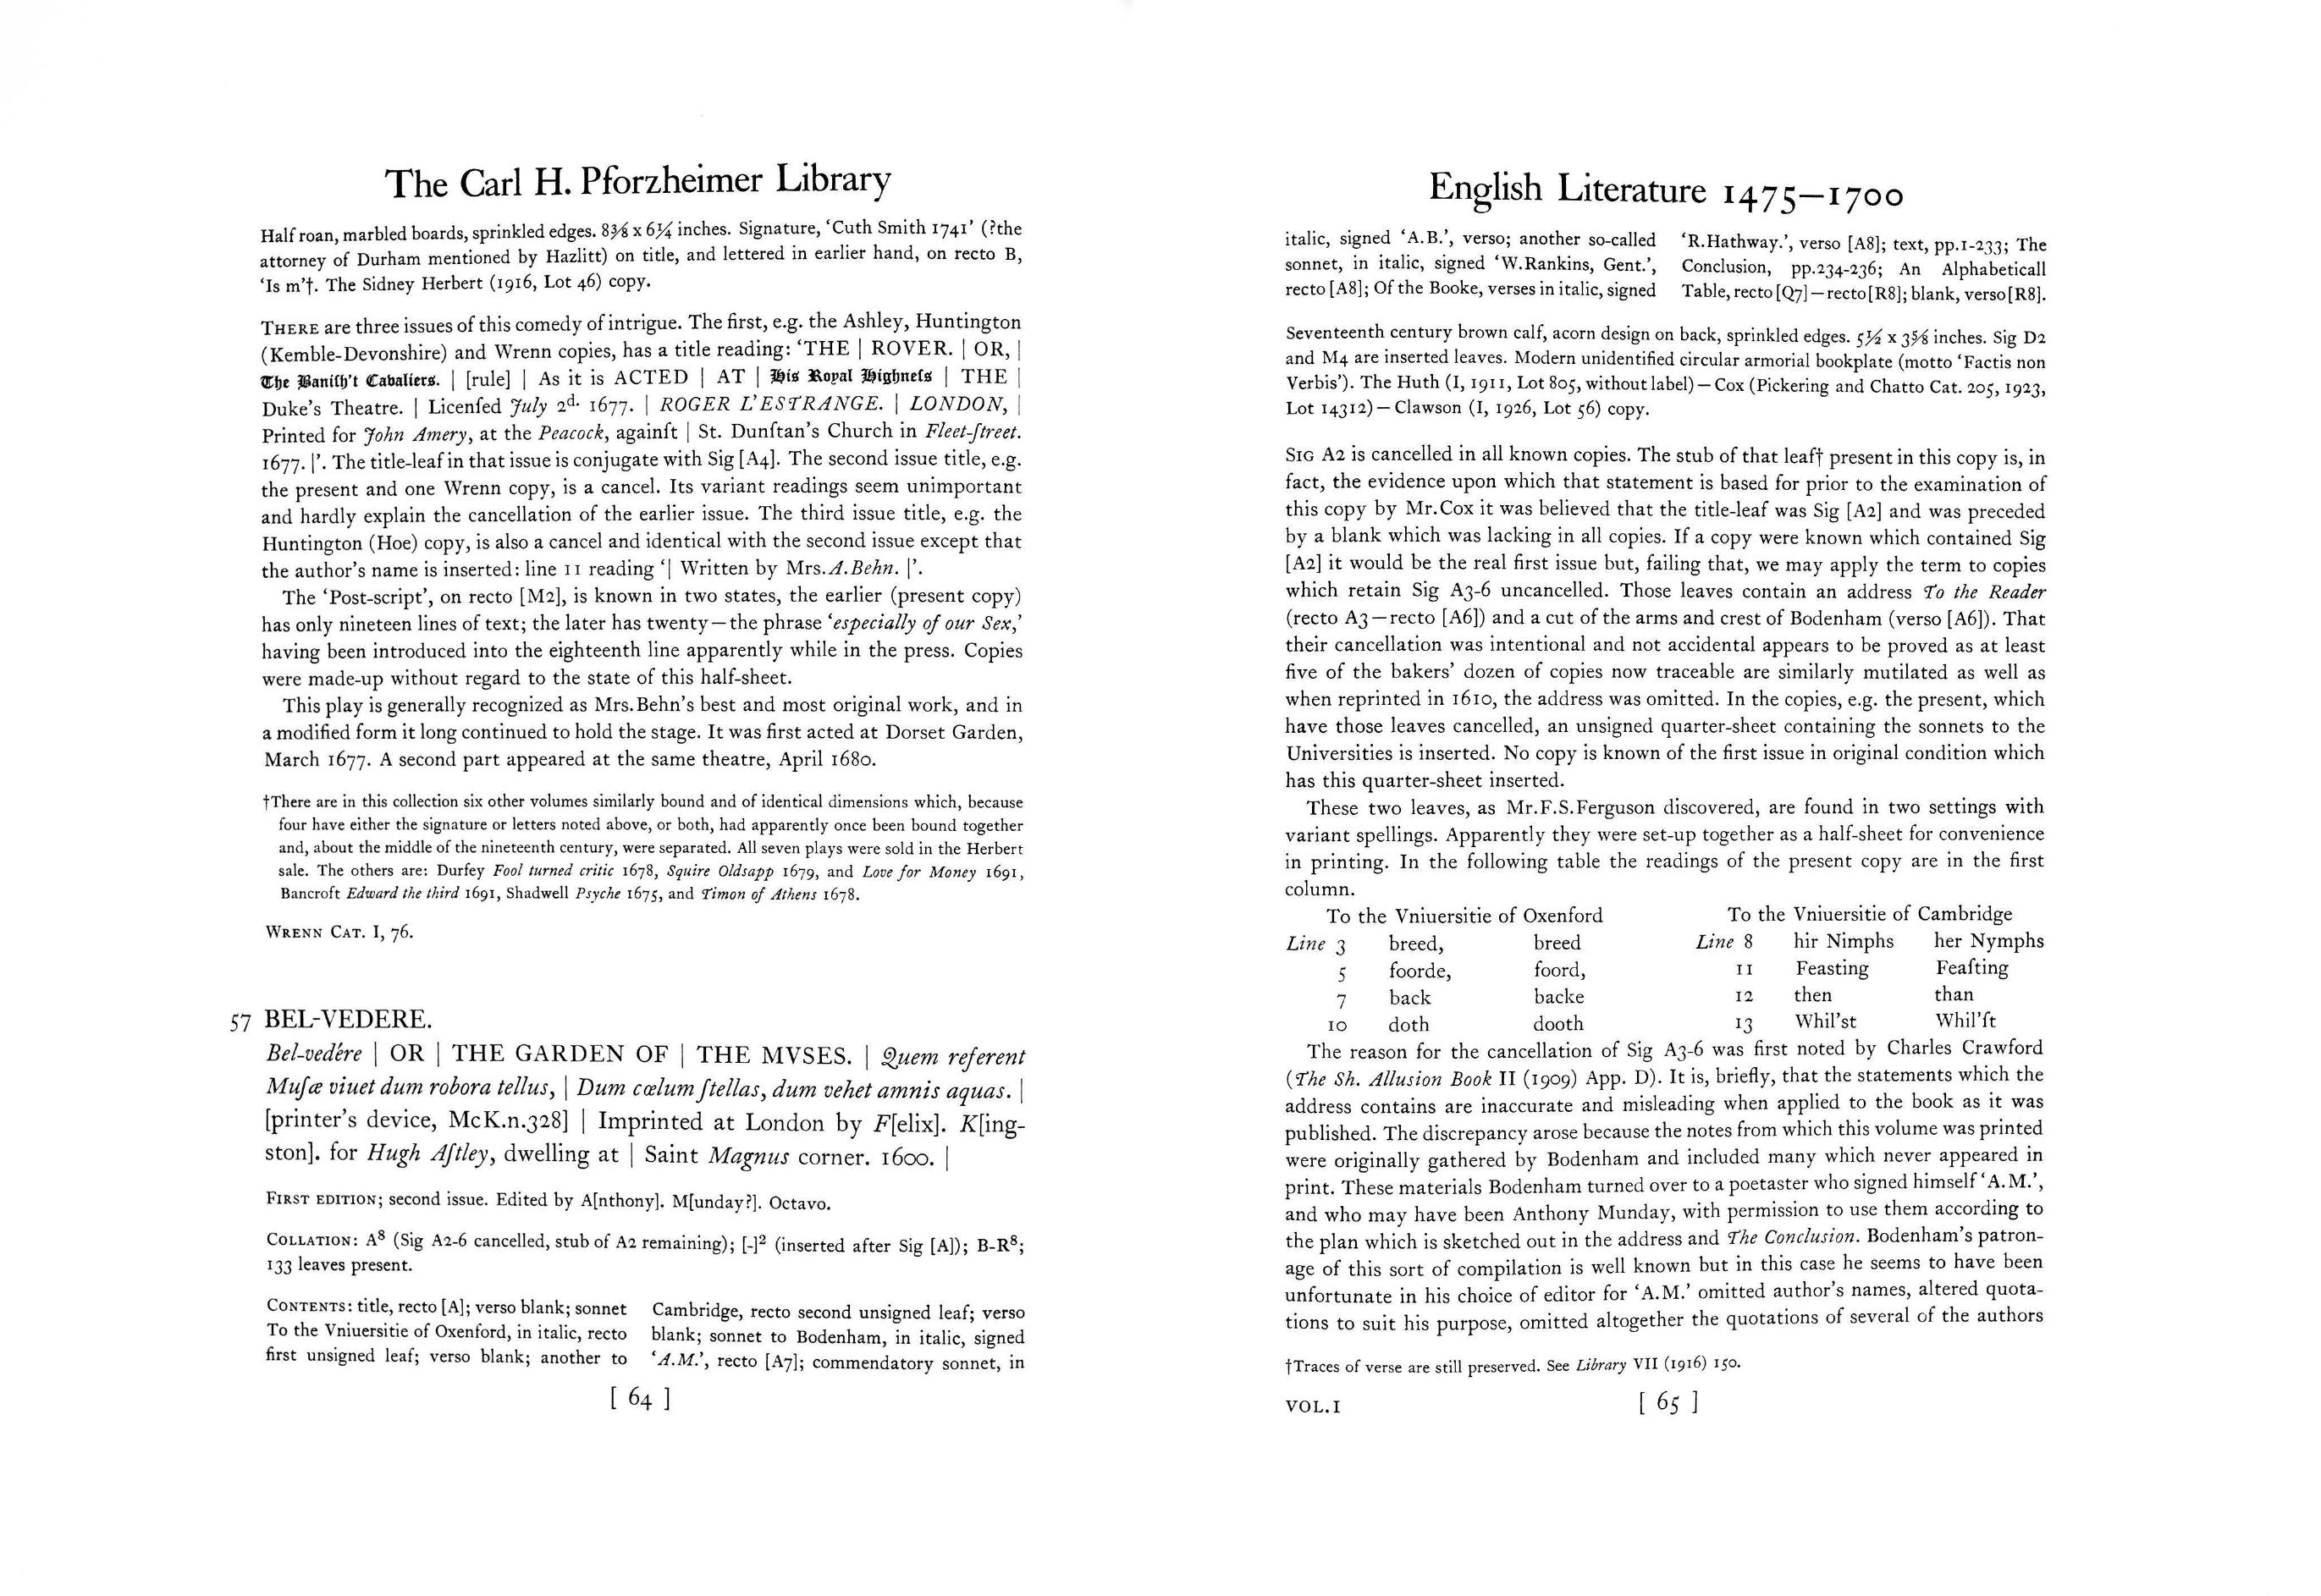 The Carl H. Pforzheimer Library
Half roan, marbled boards, sprinkled edges. 8⅜ x 6¼ inches. Signature, ‘Cuth Smith 1741’ (?the
attorney of Durham mentioned by Hazlitt) on title, and lettered in earlier hand, on recto B,
‘Is m’†. The Sidney Herbert (1916, Lot 46) copy.
THERE are three issues of this comedy of intrigue. The first, e.g. the Ashley, Huntington
(Kemble-Devonshire) and Wrenn copies, has a title reading: ‘THE | ROVER. | OR, |
The Baniſh’t Cabaliers. | [rule] | As it is ACTED | AT | His Royal Highneſs | THE |
Duke’s Theatre. | Licenſed July 2d. 1677. | ROGER L’ESTRANGE. | LONDON, |
Printed for John Amery, at the Peacock, againſt | St. Dunſtan’s Church in Fleet-ſtreet.
1677. |’. The title-leaf in that issue is conjugate with Sig [A4]. The second issue title, e.g.
the present and one Wrenn copy, is a cancel. Its variant readings seem unimportant
and hardly explain the cancellation of the earlier issue. The third issue title, e.g. the
Huntington (Hoe) copy, is also a cancel and identical with the second issue except that
the author’s name is inserted: line 11 reading ‘| Written by Mrs. A. Behn. |’.
The ‘Post-script’, on recto [M2], is known in two states, the earlier (present copy)
has only nineteen lines of text; the later has twenty—the phrase ‘especially of our Sex,’
having been introduced into the eighteenth line apparently while in the press. Copies
were made-up without regard to the state of this half-sheet.
This play is generally recognized as Mrs. Behn’s best and most original work, and in
a modified form it long continued to hold the stage. It was first acted at Dorset Garden,
March 1677. A second part appeared at the same theatre, April 1680.
†There are in this collection six other volumes similarly bound and of identical dimensions which, because
four have either the signature or letters noted above, or both, had apparently once been bound together
and, about the middle of the nineteenth century, were separated. All seven plays were sold in the Herbert
sale. The others are: Durfey Fool turned critic 1678, Squire Oldsapp 1679, and Love for Money 1691,
Bancroft Edward the third 1691, Shadwell Psyche 1675, and Timon of Athens 1678.
WRENN CAT. I, 76.
57 BEL-VEDERE.
Bel-vedére | OR | THE GARDEN OF | THE MVSES. | Quem referent
Muſæ viuet dum robora tellus, | Dum cœlum ſtellas, dum vehet amnis aquas. |
[printer’s device, McK.n.328] | Imprinted at London by F[elix]. K[ing-
ston]. for Hugh Aſtley, dwelling at | Saint Magnus corner. 1600. |
FIRST EDITION; second issue. Edited by A[nthony]. M[unday?]. Octavo.
COLLATION: A⁸ (Sig A2-6 cancelled, stub of A2 remaining); [-]² (inserted after Sig [A]); B-R⁸;
133 leaves present.
CONTENTS: title, recto [A]; verso blank; sonnet
To the Vniuersitie of Oxenford, in italic, recto
first unsigned leaf; verso blank; another to
Cambridge, recto second unsigned leaf; verso
blank; sonnet to Bodenham, in italic, signed
‘A.M.’, recto [A7]; commendatory sonnet, in
[ 64 ]
English Literature 1475—1700
italic, signed ‘A.B.’, verso; another so-called
sonnet, in italic, signed ‘W.Rankins, Gent.’,
recto [A8]; Of the Booke, verses in italic, signed
‘R.Hathway.’, verso [A8]; text, pp.1-233; The
Conclusion, pp.234-236; An Alphabeticall
Table, recto [Q7]—recto [R8]; blank, verso [R8].
Seventeenth century brown calf, acorn design on back, sprinkled edges. 5½ x 3⅝ inches. Sig D2
and M4 are inserted leaves. Modern unidentified circular armorial bookplate (motto ‘Factis non
Verbis’). The Huth (I, 1911, Lot 805, without label)—Cox (Pickering and Chatto Cat. 205, 1923,
Lot 14312)—Clawson (I, 1926, Lot 56) copy.
SIG A2 is cancelled in all known copies. The stub of that leaf† present in this copy is, in
fact, the evidence upon which that statement is based for prior to the examination of
this copy by Mr. Cox it was believed that the title-leaf was Sig [A2] and was preceded
by a blank which was lacking in all copies. If a copy were known which contained Sig
[A2] it would be the real first issue but, failing that, we may apply the term to copies
which retain Sig A3-6 uncancelled. Those leaves contain an address To the Reader
(recto A3—recto [A6]) and a cut of the arms and crest of Bodenham (verso [A6]). That
their cancellation was intentional and not accidental appears to be proved as at least
five of the bakers’ dozen of copies now traceable are similarly mutilated as well as
when reprinted in 1610, the address was omitted. In the copies, e.g. the present, which
have those leaves cancelled, an unsigned quarter-sheet containing the sonnets to the
Universities is inserted. No copy is known of the first issue in original condition which
has this quarter-sheet inserted.
These two leaves, as Mr. F.S.Ferguson discovered, are found in two settings with
variant spellings. Apparently they were set-up together as a half-sheet for convenience
in printing. In the following table the readings of the present copy are in the first
column.
To the Vniuersitie of Oxenford To the Vniuersitie of Cambridge
Line 3 breed, breed Line 8 hir Nimphs her Nymphs
5 foorde, foord, 11 Feasting Feaſting
7 back backe 12 then than
10 doth dooth 13 Whil’st Whil’ſt
The reason for the cancellation of Sig A3-6 was first noted by Charles Crawford
(The Sh. Allusion Book II (1909) App. D). It is, briefly, that the statements which the
address contains are inaccurate and misleading when applied to the book as it was
published. The discrepancy arose because the notes from which this volume was printed
were originally gathered by Bodenham and included many which never appeared in
print. These materials Bodenham turned over to a poetaster who signed himself ‘A.M.’,
and who may have been Anthony Munday, with permission to use them according to
the plan which is sketched out in the address and The Conclusion. Bodenham’s patron-
age of this sort of compilation is well known but in this case he seems to have been
unfortunate in his choice of editor for ‘A.M.’ omitted author’s names, altered quota-
tions to suit his purpose, omitted altogether the quotations of several of the authors
†Traces of verse are still preserved. See Library VII (1916) 150.
VOL.I [ 65 ]